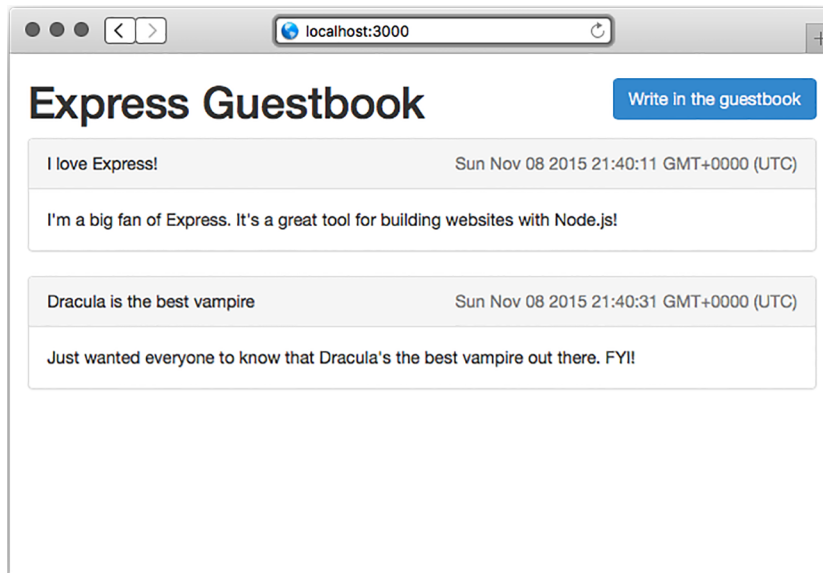 localhost:3000
Express Guestbook
Write in the guestbook
I love Express!
Sun Nov 08 2015 21:40:11 GMT+0000 (UTC)
I'm a big fan of Express. It's a great tool for building websites with Node.js!
Dracula is the best vampire
Sun Nov 08 2015 21:40:31 GMT+0000 (UTC)
Just wanted everyone to know that Dracula's the best vampire out there. FYI!